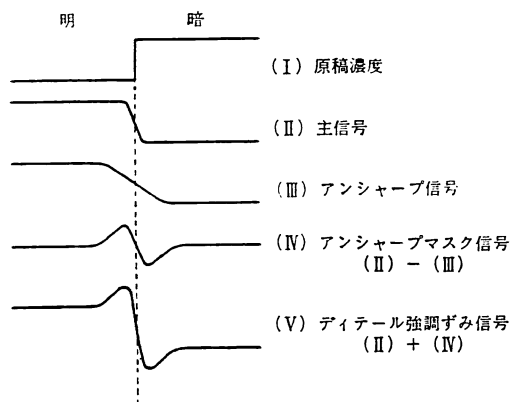 明 暗
(Ⅰ) 原稿濃度
(Ⅱ) 主信号
(Ⅲ) アンシャープ信号
(Ⅳ) アンシャープマスク信号
(Ⅱ) − (Ⅲ)
(Ⅴ) ディテール強調ずみ信号
(Ⅱ) + (Ⅳ)